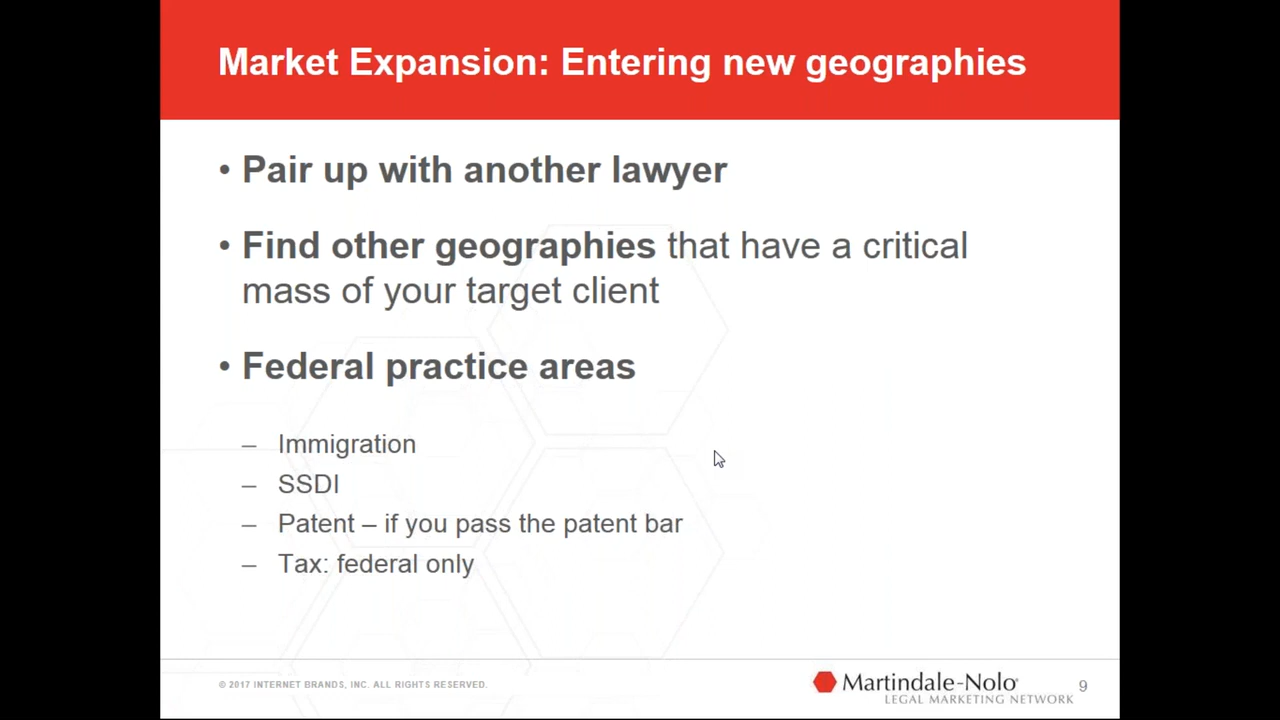 Market Expansion: Entering new geographies
• Pair up with another lawyer
• Find other geographies that have a critical
mass of your target client
• Federal practice areas
– Immigration
– SSDI
– Patent – if you pass the patent bar
– Tax: federal only
© 2017 INTERNET BRANDS, INC. ALL RIGHTS RESERVED.
Martindale-Nolo®
LEGAL MARKETING NETWORK
9